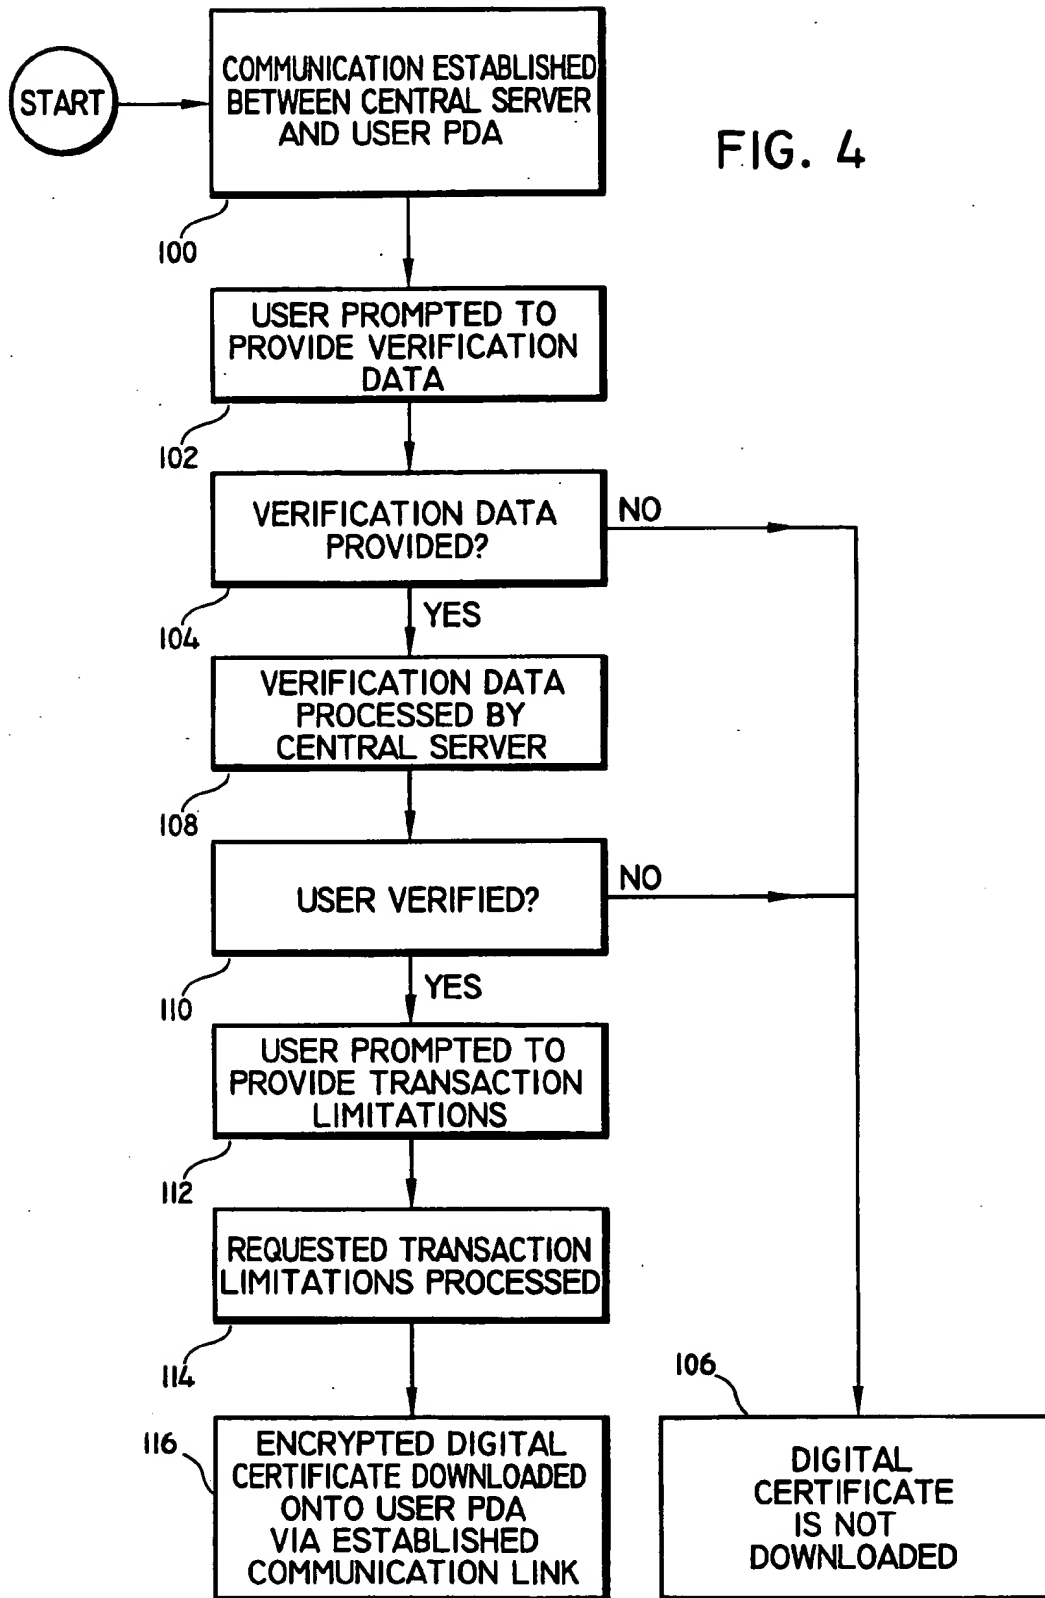 START
COMMUNICATION ESTABLISHED
BETWEEN CENTRAL SERVER
AND USER PDA
FIG. 4
100
USER PROMPTED TO
PROVIDE VERIFICATION
DATA
102
VERIFICATION DATA
PROVIDED?
NO
104
YES
VERIFICATION DATA
PROCESSED BY
CENTRAL SERVER
108
USER VERIFIED?
NO
110
YES
USER PROMPTED TO
PROVIDE TRANSACTION
LIMITATIONS
112
REQUESTED TRANSACTION
LIMITATIONS PROCESSED
114
106
116
ENCRYPTED DIGITAL
CERTIFICATE DOWNLOADED
ONTO USER PDA
VIA ESTABLISHED
COMMUNICATION LINK
DIGITAL
CERTIFICATE
IS NOT
DOWNLOADED